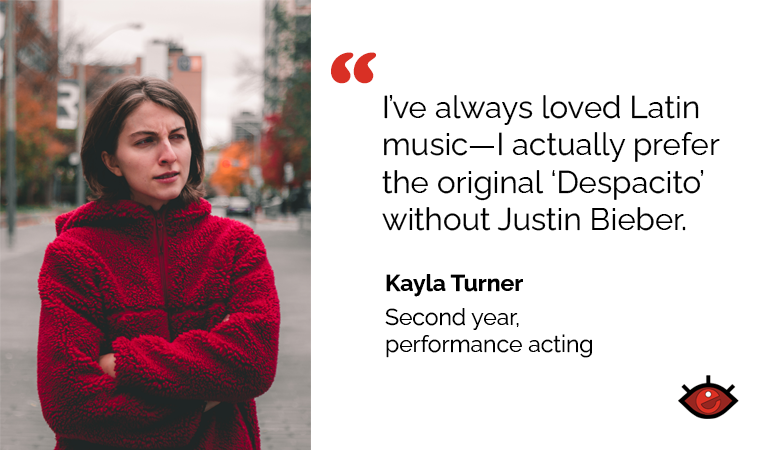 “
I’ve always loved Latin
music—I actually prefer
the original ‘Despacito’
without Justin Bieber.
Kayla Turner
Second year,
performance acting